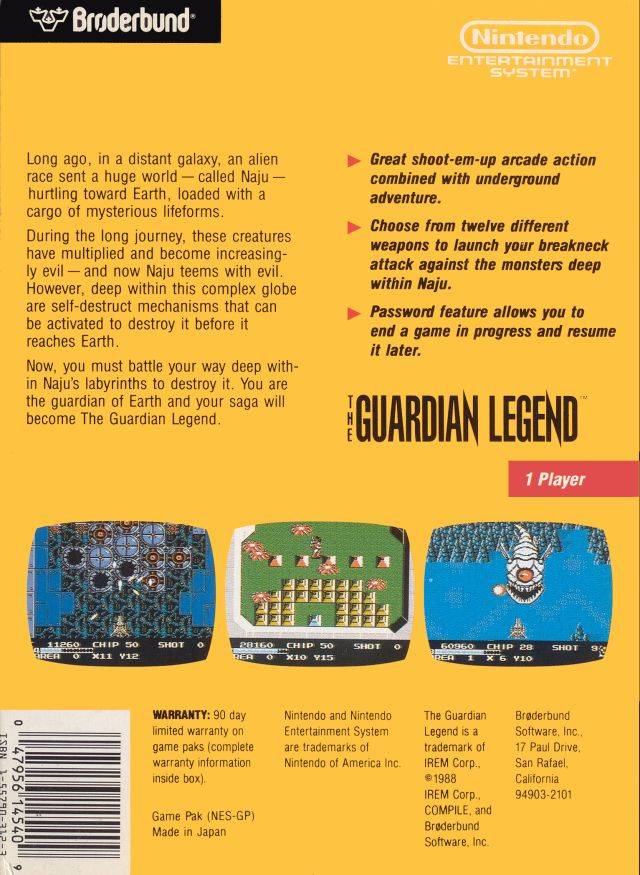 Brøderbund®
Nintendo®
ENTERTAINMENT
SYSTEM™
Long ago, in a distant galaxy, an alien
race sent a huge world — called Naju —
hurtling toward Earth, loaded with a
cargo of mysterious lifeforms.
During the long journey, these creatures
have multiplied and become increasing-
ly evil — and now Naju teems with evil.
However, deep within this complex globe
are self-destruct mechanisms that can
be activated to destroy it before it
reaches Earth.
Now, you must battle your way deep with-
in Naju's labyrinths to destroy it. You are
the guardian of Earth and your saga will
become The Guardian Legend.
Great shoot-em-up arcade action
combined with underground
adventure.
Choose from twelve different
weapons to launch your breakneck
attack against the monsters deep
within Naju.
Password feature allows you to
end a game in progress and resume
it later.
THE GUARDIAN LEGEND™
1 Player
11260 CHIP 50 SHOT 0
AREA 0 X11 Y12
28160 CHIP 50 SHOT 0
AREA 0 X10 Y15
60960 CHIP 28 SHOT 9
AREA 1 X 6 Y10
ISBN 1-55790-312-3
0 47956 14540 9
WARRANTY: 90 day
limited warranty on
game paks (complete
warranty information
inside box).
Game Pak (NES-GP)
Made in Japan
Nintendo and Nintendo
Entertainment System
are trademarks of
Nintendo of America Inc.
The Guardian
Legend is a
trademark of
IREM Corp.,
©1988
IREM Corp.,
COMPILE, and
Brøderbund
Software, Inc.
Brøderbund
Software, Inc.,
17 Paul Drive,
San Rafael,
California
94903-2101